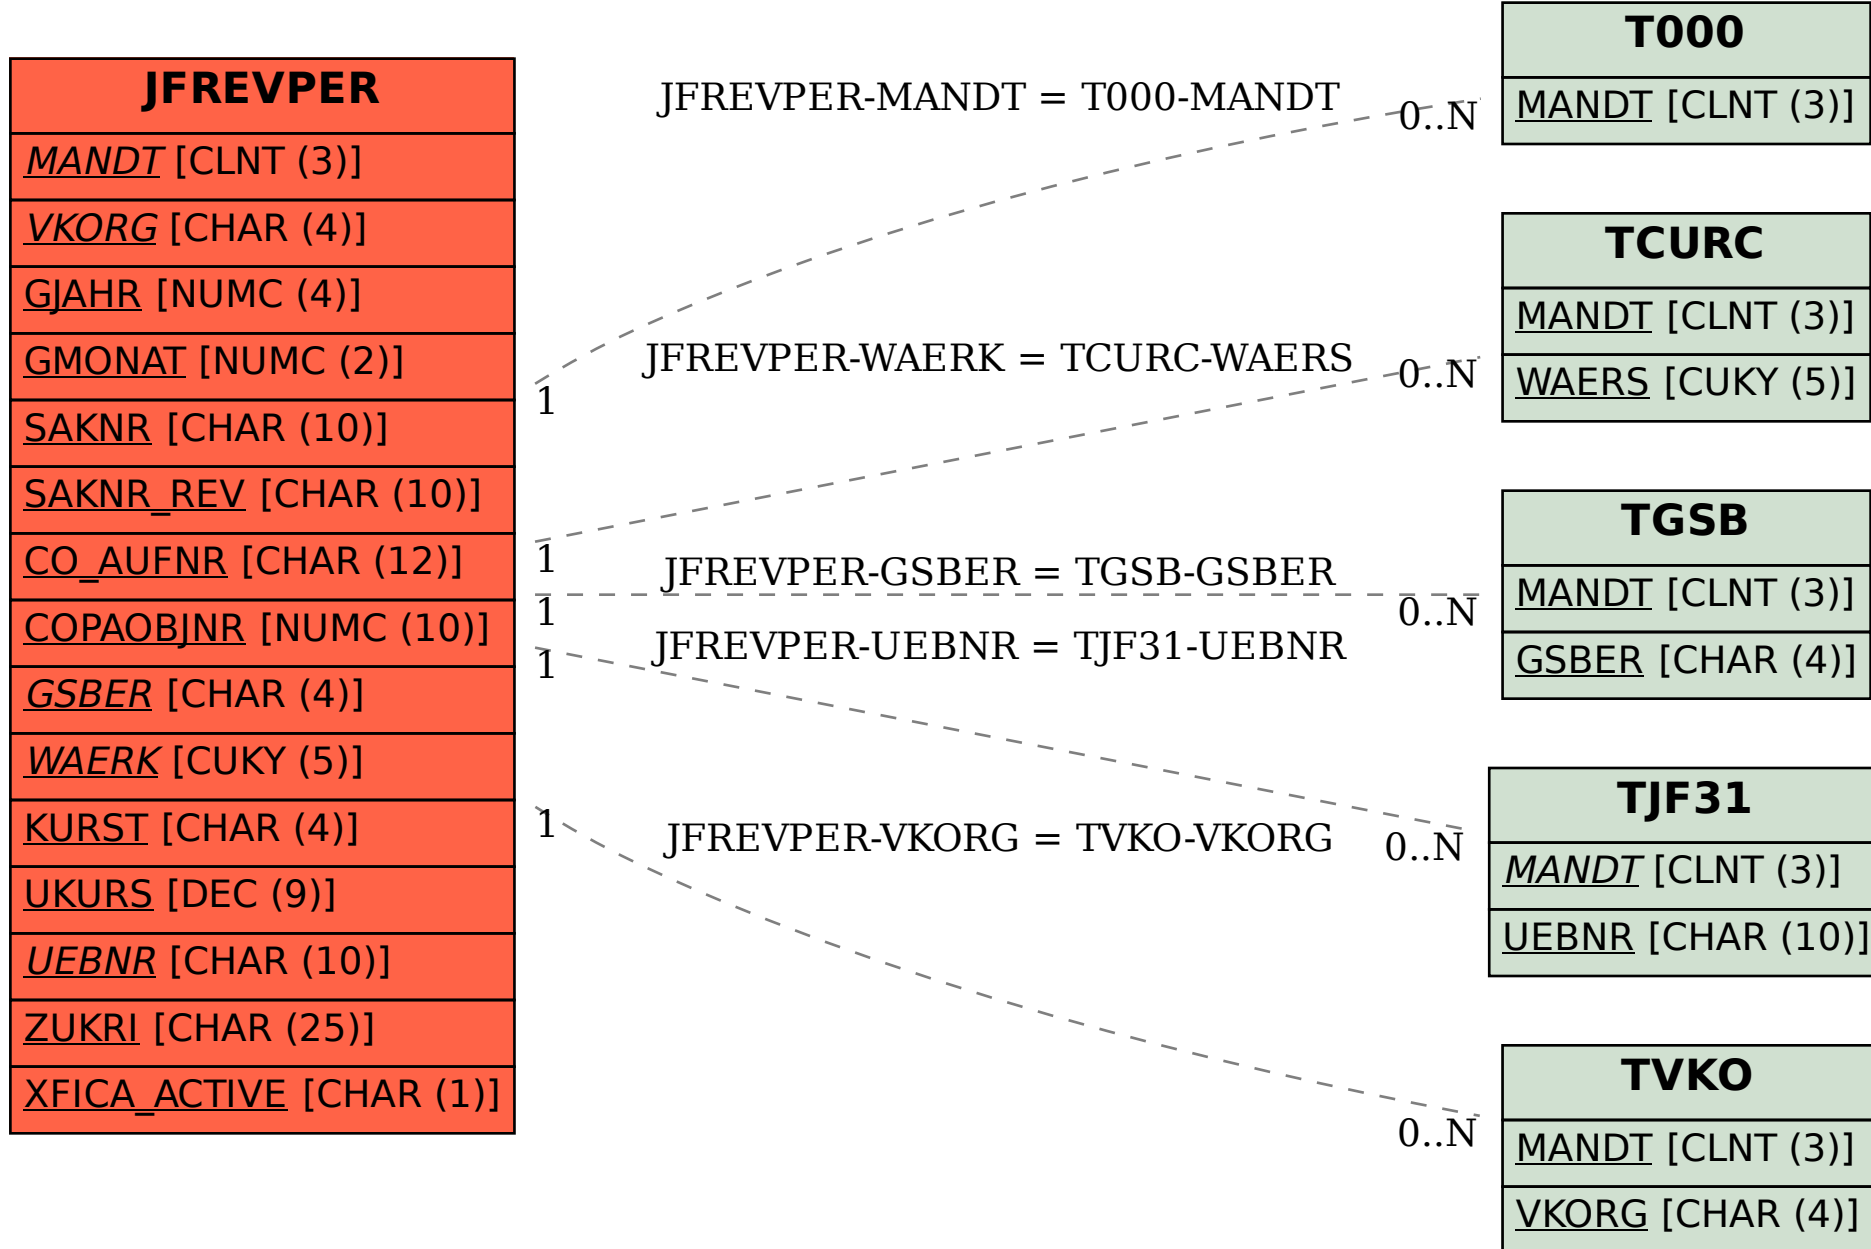 JFREVPER
MANDT [CLNT (3)]
VKORG [CHAR (4)]
GJAHR [NUMC (4)]
GMONAT [NUMC (2)]
SAKNR [CHAR (10)]
SAKNR_REV [CHAR (10)]
CO_AUFNR [CHAR (12)]
COPAOBJNR [NUMC (10)]
GSBER [CHAR (4)]
WAERK [CUKY (5)]
KURST [CHAR (4)]
UKURS [DEC (9)]
UEBNR [CHAR (10)]
ZUKRI [CHAR (25)]
XFICA_ACTIVE [CHAR (1)]
JFREVPER-MANDT = T000-MANDT
0..N
1
JFREVPER-WAERK = TCURC-WAERS
0..N
1
JFREVPER-GSBER = TGSB-GSBER
0..N
1
JFREVPER-UEBNR = TJF31-UEBNR
0..N
1
JFREVPER-VKORG = TVKO-VKORG
0..N
1
T000
MANDT [CLNT (3)]
TCURC
MANDT [CLNT (3)]
WAERS [CUKY (5)]
TGSB
MANDT [CLNT (3)]
GSBER [CHAR (4)]
TJF31
MANDT [CLNT (3)]
UEBNR [CHAR (10)]
TVKO
MANDT [CLNT (3)]
VKORG [CHAR (4)]